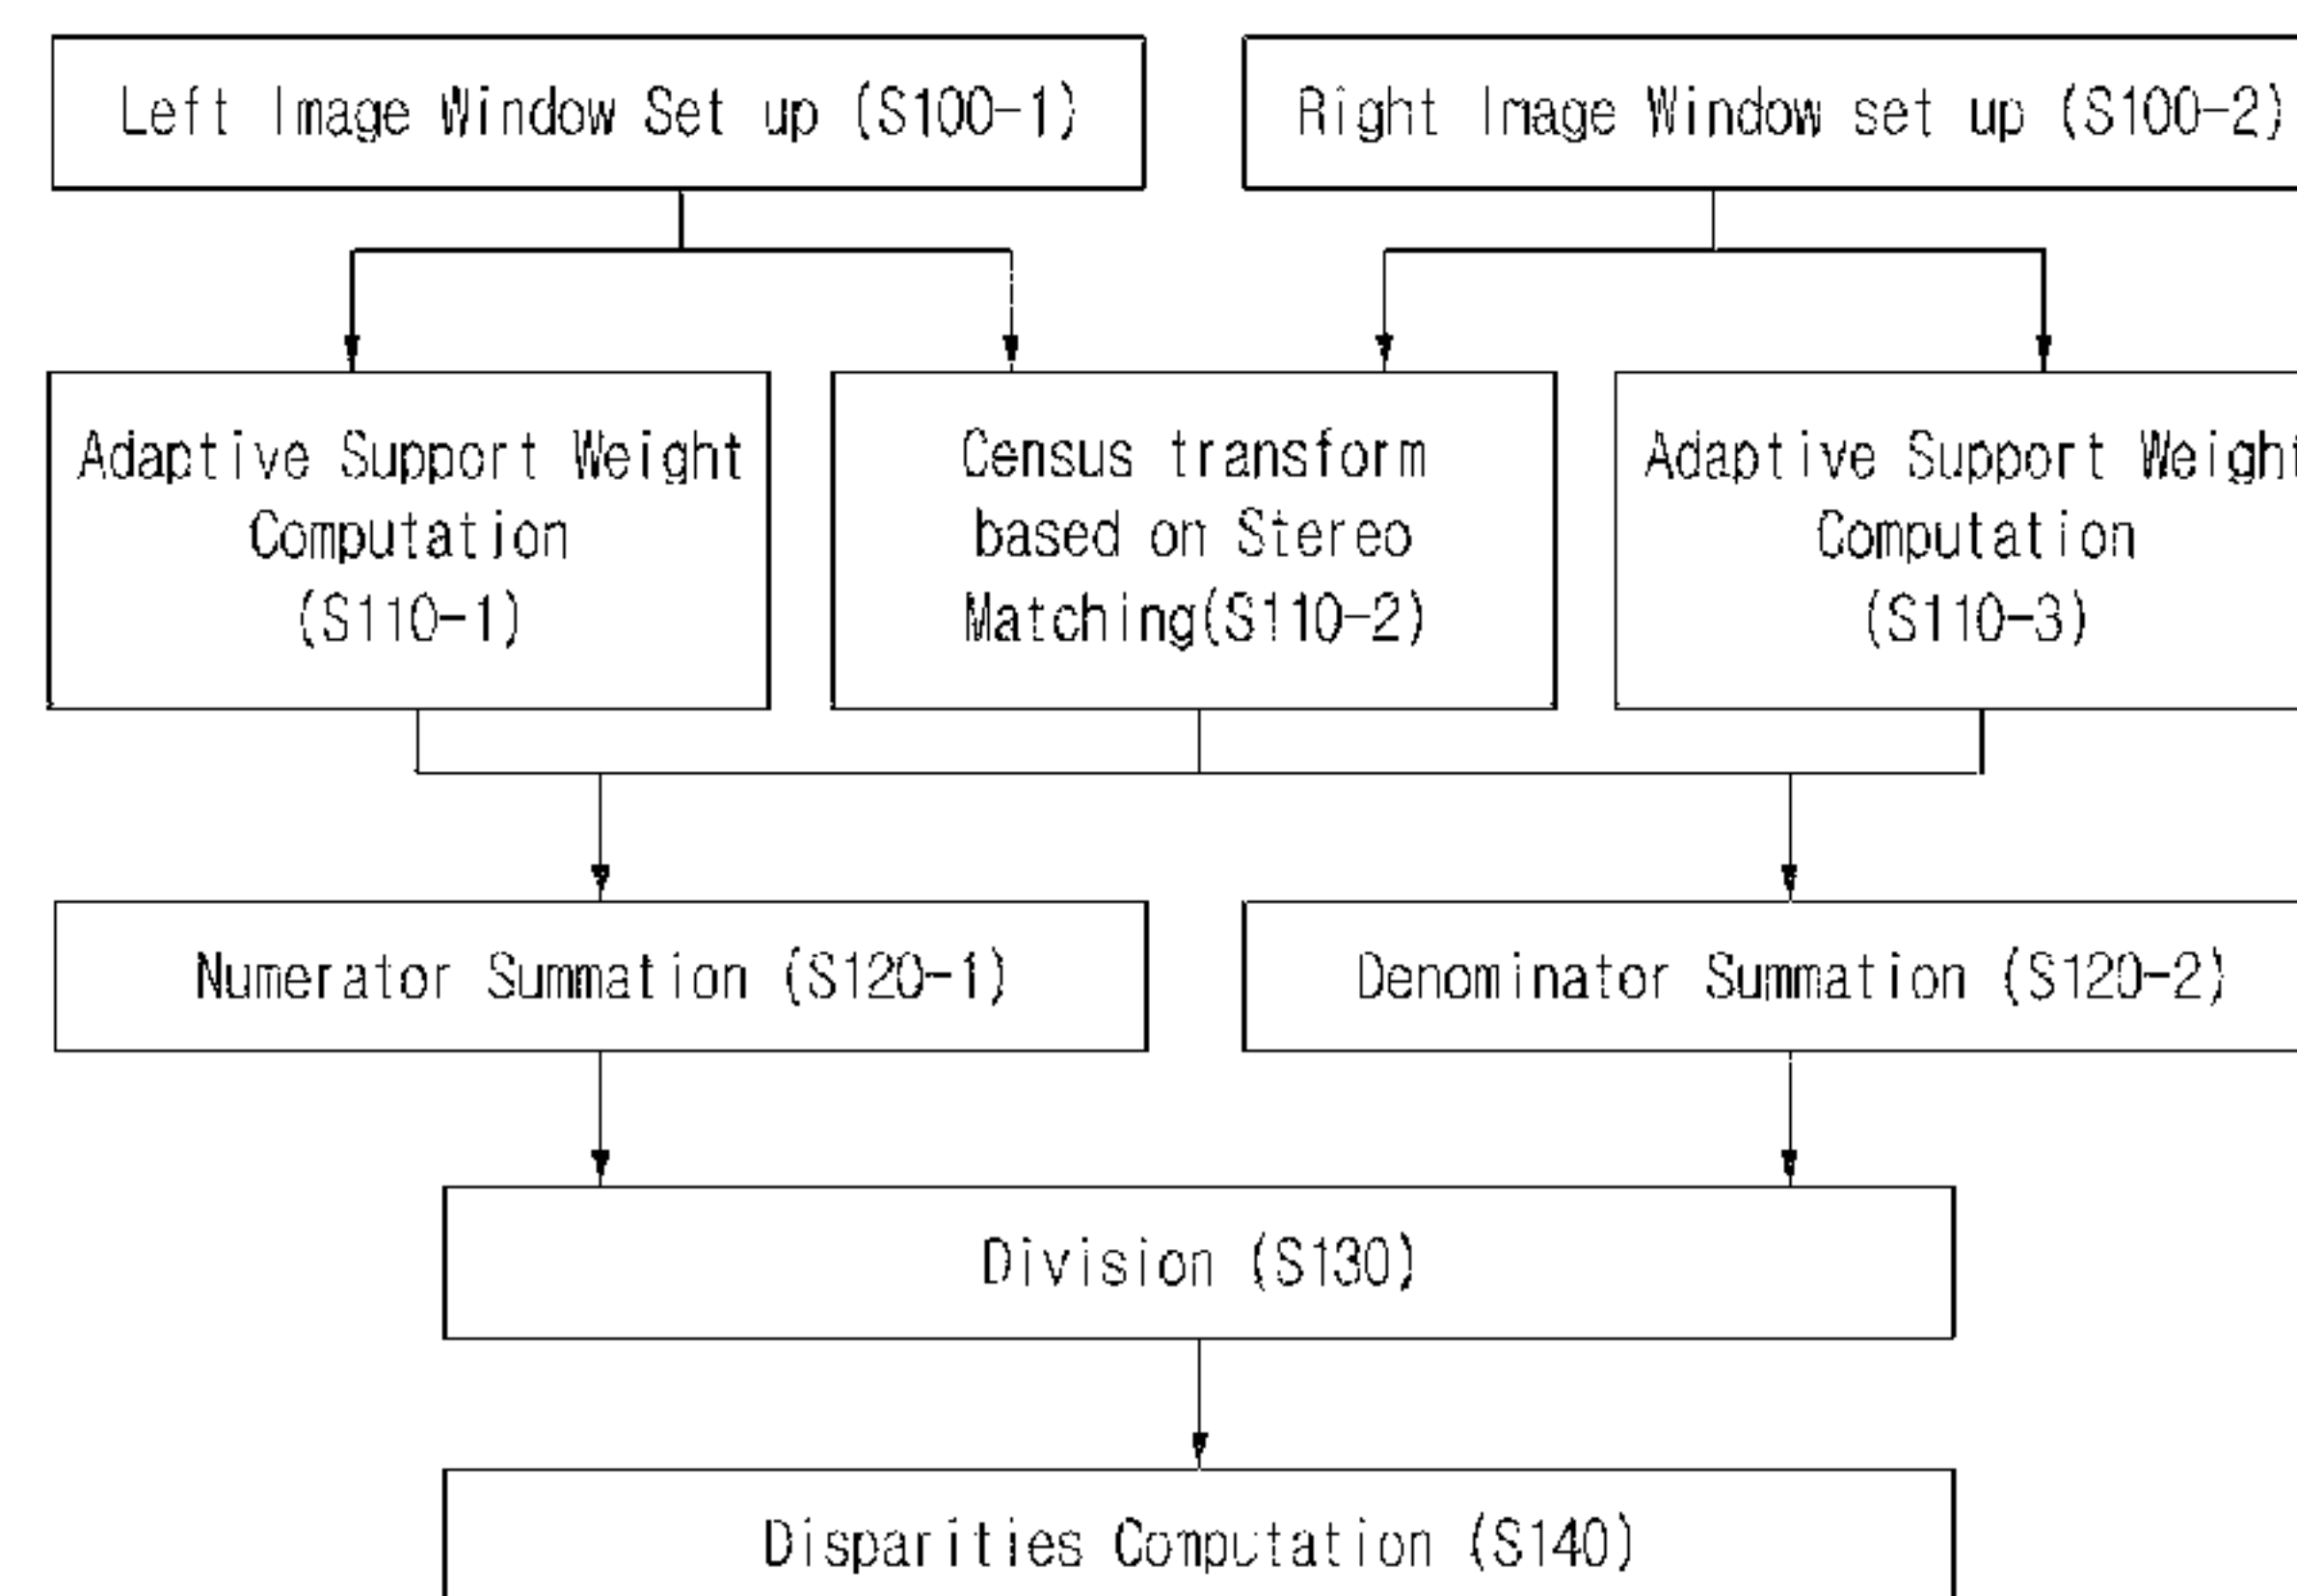 Left Image Window Set up (S100-1)
Right Image Window set up (S100-2)
Adaptive Support Weight
Computation
(S110-1)
Census transform
based on Stereo
Matching(S110-2)
Adaptive Support Weight
Computation
(S110-3)
Numerator Summation (S120-1)
Denominator Summation (S120-2)
Division (S130)
Disparities Computation (S140)